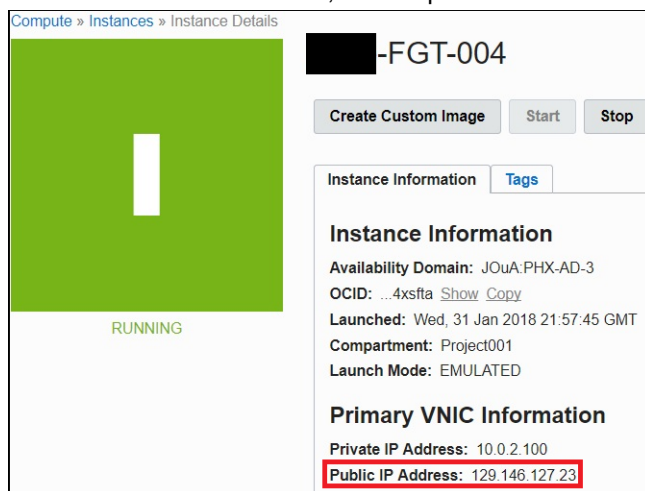 Compute » Instances » Instance Details
-FGT-004
Create Custom Image Start Stop
Instance Information Tags
RUNNING
Instance Information
Availability Domain: JOuA:PHX-AD-3
OCID: ...4xsfta Show Copy
Launched: Wed, 31 Jan 2018 21:57:45 GMT
Compartment: Project001
Launch Mode: EMULATED
Primary VNIC Information
Private IP Address: 10.0.2.100
Public IP Address: 129.146.127.23